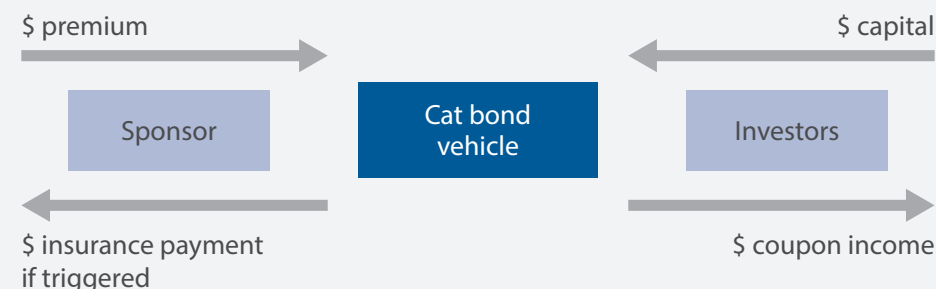 $ premium
$ capital
Sponsor
Cat bond
vehicle
Investors
$ insurance payment
if triggered
$ coupon income